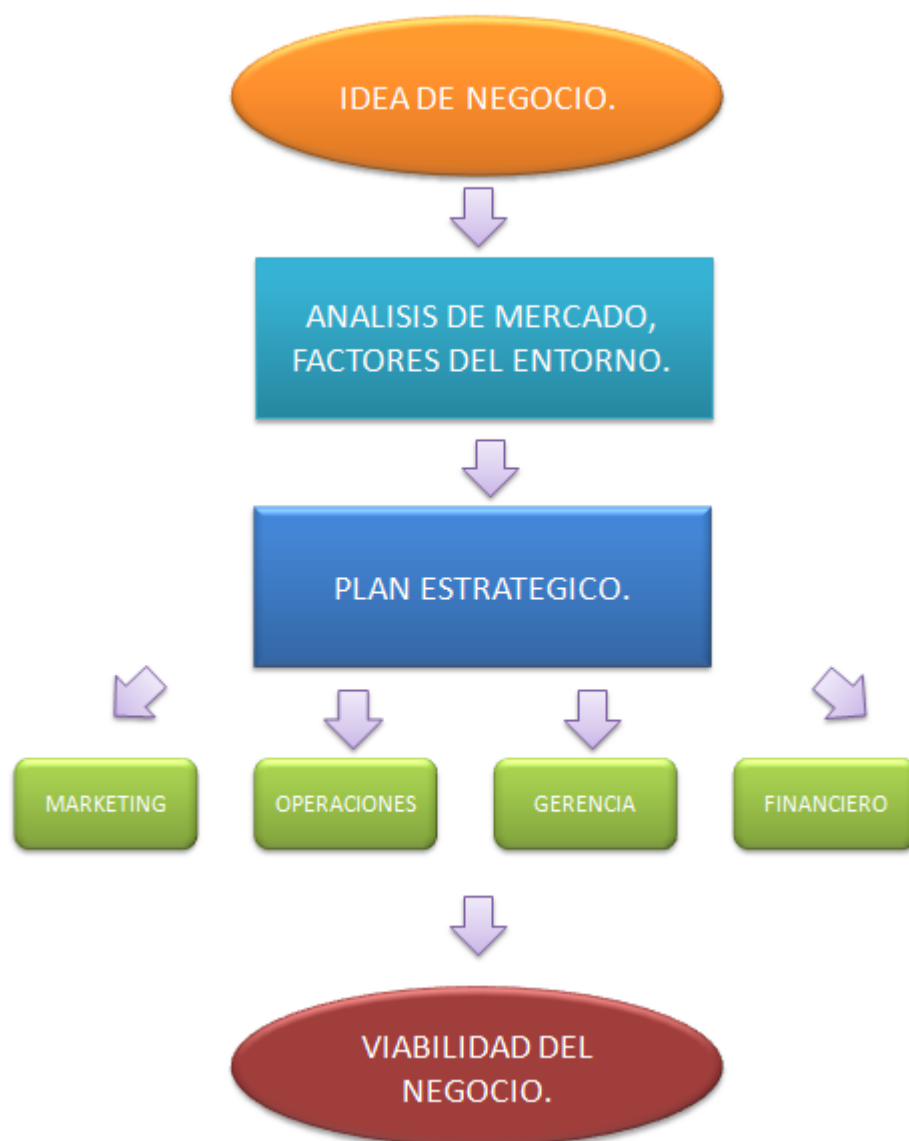 IDEA DE NEGOCIO.
ANALISIS DE MERCADO,
FACTORES DEL ENTORNO.
PLAN ESTRATEGICO.
MARKETING
OPERACIONES
GERENCIA
FINANCIERO
VIABILIDAD DEL
NEGOCIO.